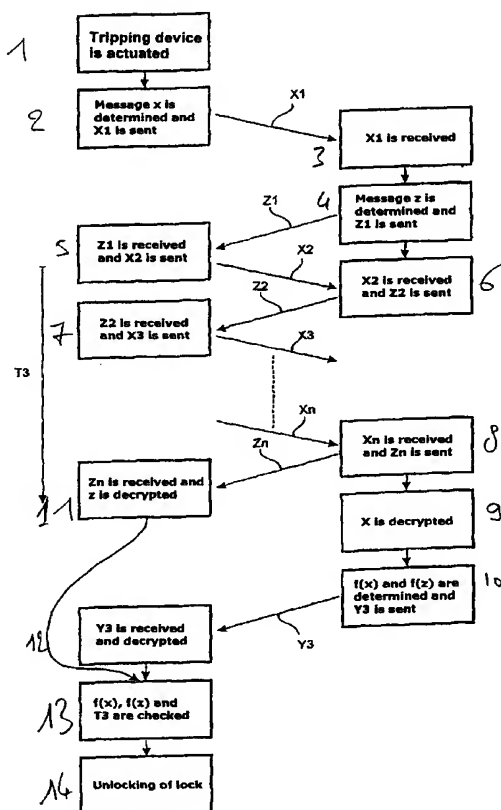 1
Tripping device
is actuated
2
Message x is
determined and
X1 is sent
X1
X1 is received
3
4
Message z is
determined and
Z1 is sent
Z1
5
Z1 is received
and X2 is sent
X2
X2 is received
and Z2 is sent
6
Z2
7
Z2 is received
and X3 is sent
X3
T3
Xn
Xn is received
and Zn is sent
8
Zn
11
Zn is received and
z is decrypted
X is decrypted
9
f(x) and f(z) are
determined and
Y3 is sent
10
Y3
12
Y3 is received
and decrypted
13
f(x), f(z) and
T3 are checked
14
Unlocking of lock